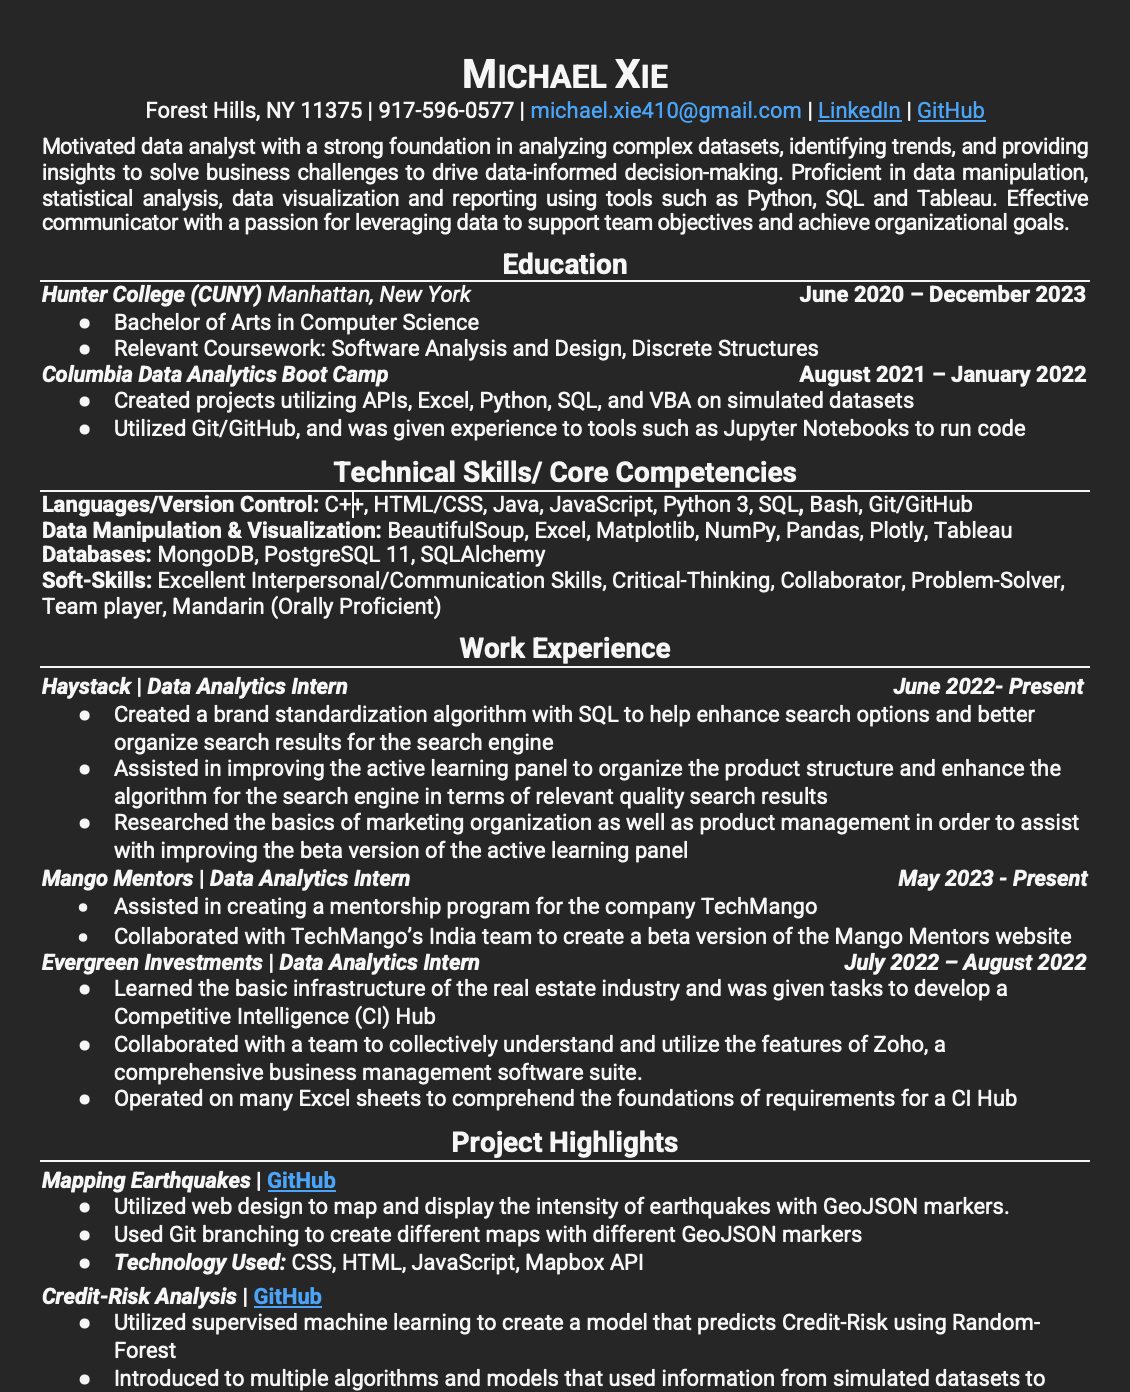 MICHAEL XIE
Forest Hills, NY 11375 | 917-596-0577 | michael.xie410@gmail.com | LinkedIn | GitHub
Motivated data analyst with a strong foundation in analyzing complex datasets, identifying trends, and providing
insights to solve business challenges to drive data-informed decision-making. Proficient in data manipulation,
statistical analysis, data visualization and reporting using tools such as Python, SQL and Tableau. Effective
communicator with a passion for leveraging data to support team objectives and achieve organizational goals.
Education
Hunter College (CUNY) Manhattan, New York June 2020 – December 2023
● Bachelor of Arts in Computer Science
● Relevant Coursework: Software Analysis and Design, Discrete Structures
Columbia Data Analytics Boot Camp August 2021 – January 2022
● Created projects utilizing APIs, Excel, Python, SQL, and VBA on simulated datasets
● Utilized Git/GitHub, and was given experience to tools such as Jupyter Notebooks to run code
Technical Skills/ Core Competencies
Languages/Version Control: C++, HTML/CSS, Java, JavaScript, Python 3, SQL, Bash, Git/GitHub
Data Manipulation & Visualization: BeautifulSoup, Excel, Matplotlib, NumPy, Pandas, Plotly, Tableau
Databases: MongoDB, PostgreSQL 11, SQLAlchemy
Soft-Skills: Excellent Interpersonal/Communication Skills, Critical-Thinking, Collaborator, Problem-Solver,
Team player, Mandarin (Orally Proficient)
Work Experience
Haystack | Data Analytics Intern June 2022- Present
● Created a brand standardization algorithm with SQL to help enhance search options and better
organize search results for the search engine
● Assisted in improving the active learning panel to organize the product structure and enhance the
algorithm for the search engine in terms of relevant quality search results
● Researched the basics of marketing organization as well as product management in order to assist
with improving the beta version of the active learning panel
Mango Mentors | Data Analytics Intern May 2023 - Present
● Assisted in creating a mentorship program for the company TechMango
● Collaborated with TechMango’s India team to create a beta version of the Mango Mentors website
Evergreen Investments | Data Analytics Intern July 2022 – August 2022
● Learned the basic infrastructure of the real estate industry and was given tasks to develop a
Competitive Intelligence (CI) Hub
● Collaborated with a team to collectively understand and utilize the features of Zoho, a
comprehensive business management software suite.
● Operated on many Excel sheets to comprehend the foundations of requirements for a CI Hub
Project Highlights
Mapping Earthquakes | GitHub
● Utilized web design to map and display the intensity of earthquakes with GeoJSON markers.
● Used Git branching to create different maps with different GeoJSON markers
● Technology Used: CSS, HTML, JavaScript, Mapbox API
Credit-Risk Analysis | GitHub
● Utilized supervised machine learning to create a model that predicts Credit-Risk using Random-
Forest
● Introduced to multiple algorithms and models that used information from simulated datasets to